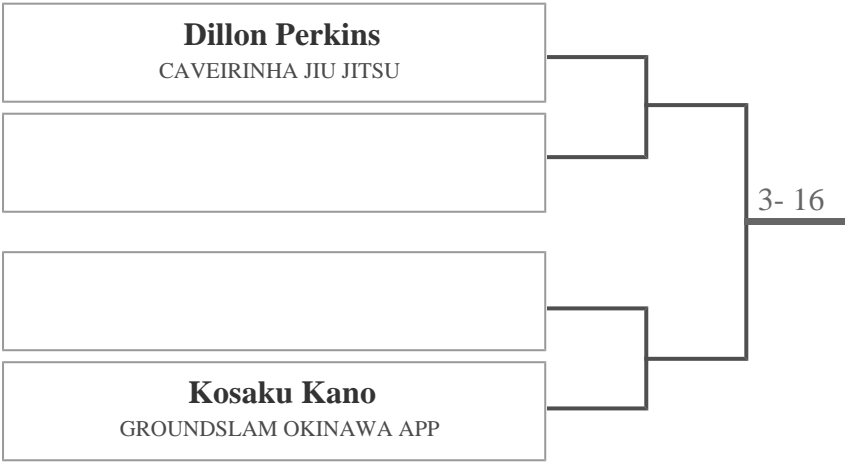 Dillon Perkins
CAVEIRINHA JIU JITSU
3- 16
Kosaku Kano
GROUNDSLAM OKINAWA APP